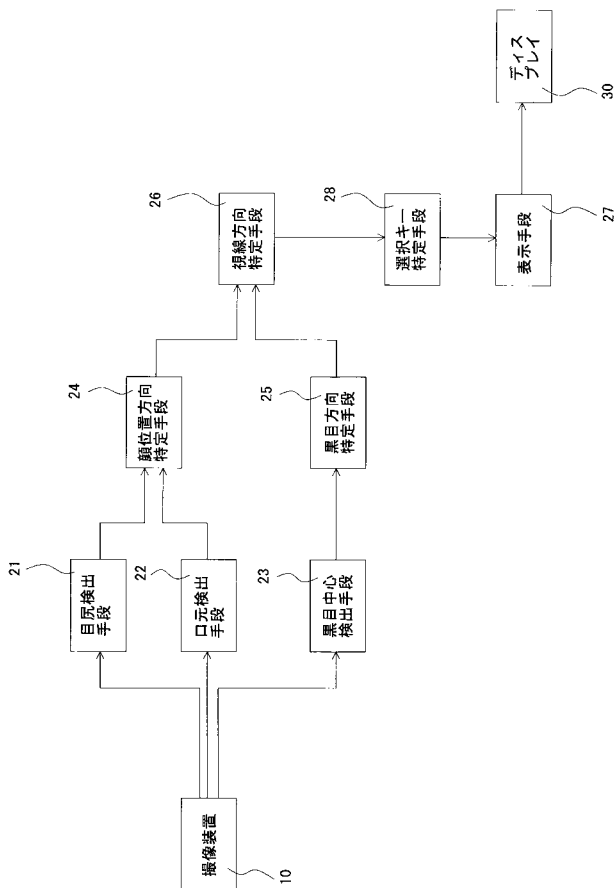 撮像装置
10
目尻検出
手段
21
口元検出
手段
22
黒目中心
検出手段
23
顔位置方向
特定手段
24
黒目方向
特定手段
25
視線方向
特定手段
26
選択キー
特定手段
28
表示手段
27
ディス
プレイ
30